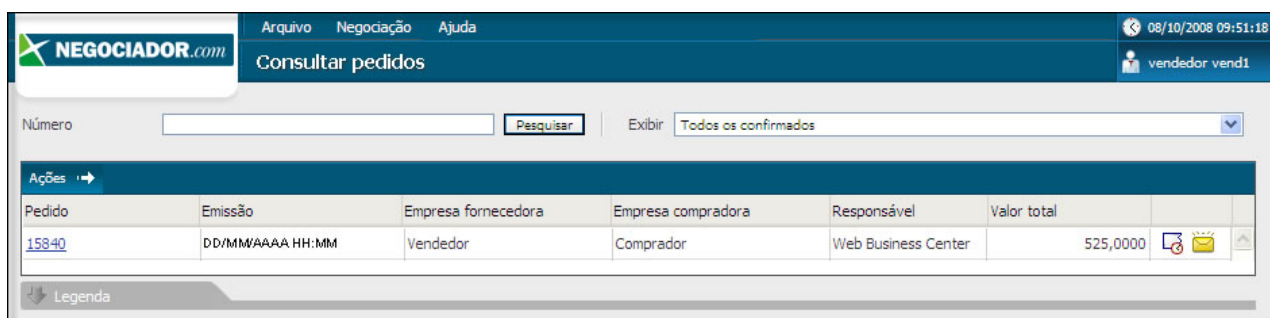 Arquivo Negociação Ajuda 08/10/2008 09:51:18
NEGOCIADOR.com Consultar pedidos vendedor vend1
Número Pesquisar Exibir Todos os confirmados
Ações
Pedido Emissão Empresa fornecedora Empresa compradora Responsável Valor total
15840 DD/MM/AAAA HH:MM Vendedor Comprador Web Business Center 525,0000
Legenda